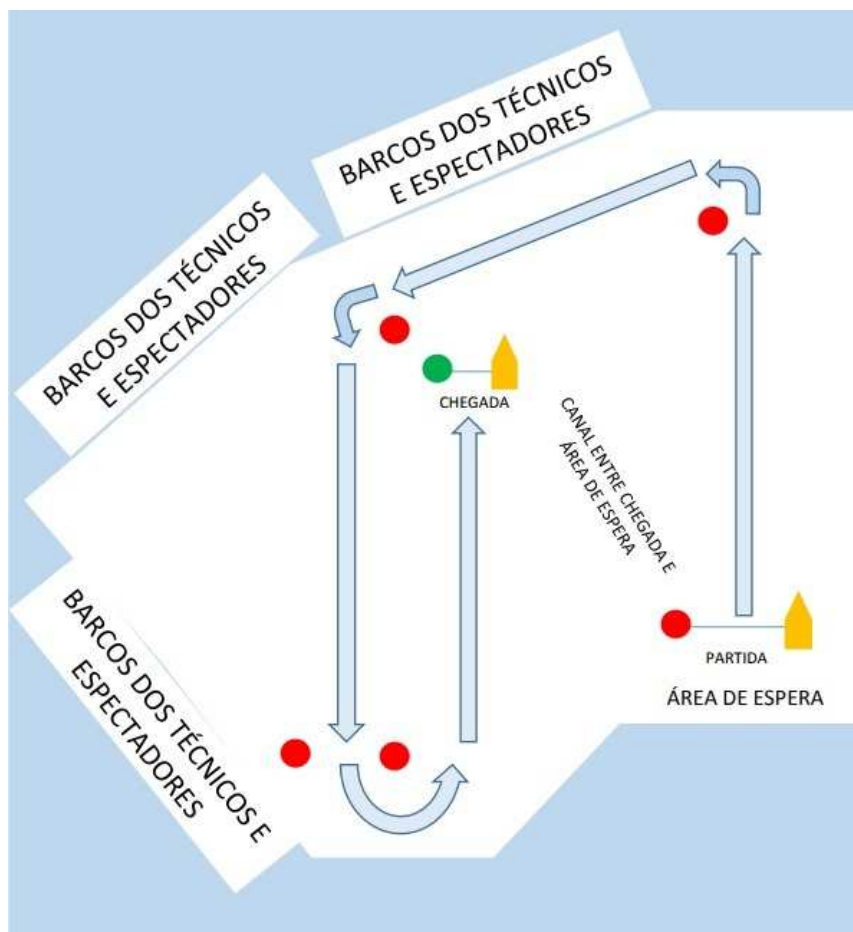 BARCOS DOS TÉCNICOS
E ESPECTADORES
BARCOS DOS TÉCNICOS
E ESPECTADORES
CHEGADA
CANAL ENTRE CHEGADA E
ÁREA DE ESPERA
BARCOS DOS TÉCNICOS E
ESPECTADORES
PARTIDA
ÁREA DE ESPERA